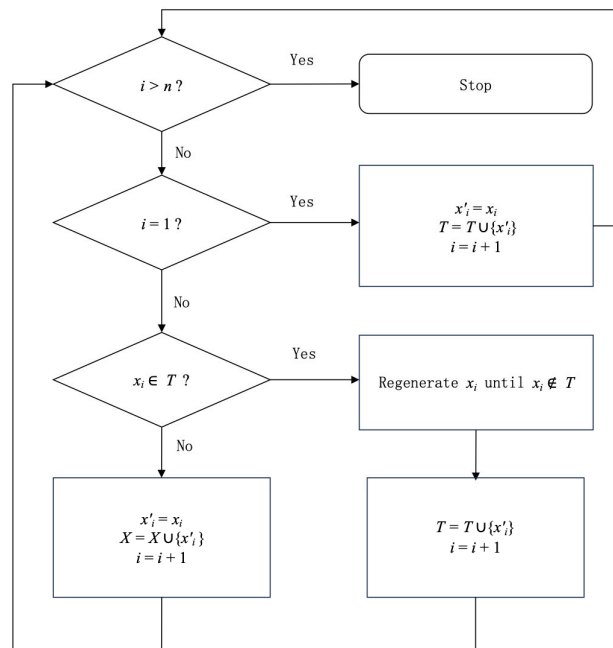 i > n ?
Yes
Stop
No
i = 1 ?
Yes
x′ᵢ = xᵢ
T = T ∪{x′ᵢ}
i = i + 1
No
xᵢ ∈ T ?
Yes
Regenerate xᵢ until xᵢ ∉ T
No
x′ᵢ = xᵢ
X = X ∪{x′ᵢ}
i = i + 1
T = T ∪{x′ᵢ}
i = i + 1